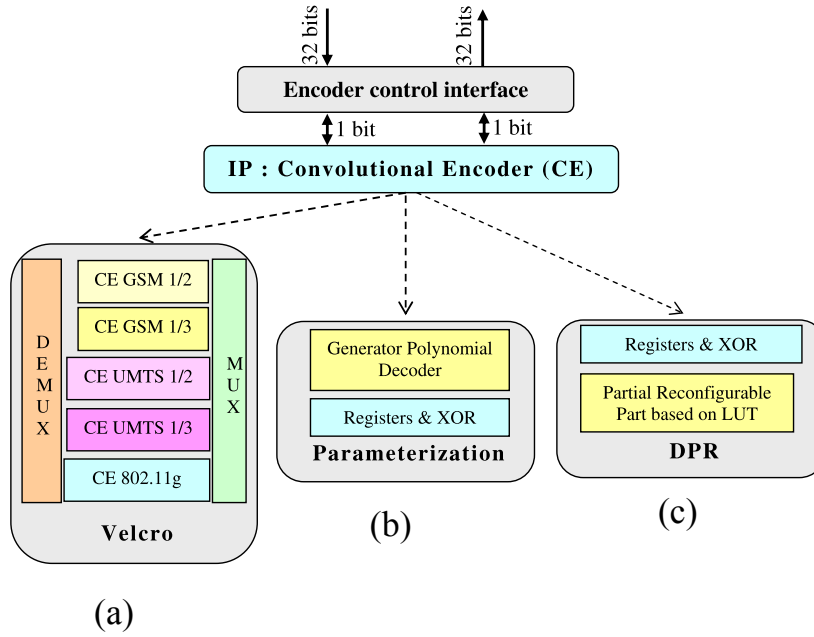 32 bits
32 bits
Encoder control interface
1 bit
1 bit
IP : Convolutional Encoder (CE)
DEMUX
CE GSM 1/2
CE GSM 1/3
CE UMTS 1/2
CE UMTS 1/3
CE 802.11g
MUX
Velcro
(a)
Generator Polynomial
Decoder
Registers & XOR
Parameterization
(b)
Registers & XOR
Partial Reconfigurable
Part based on LUT
DPR
(c)